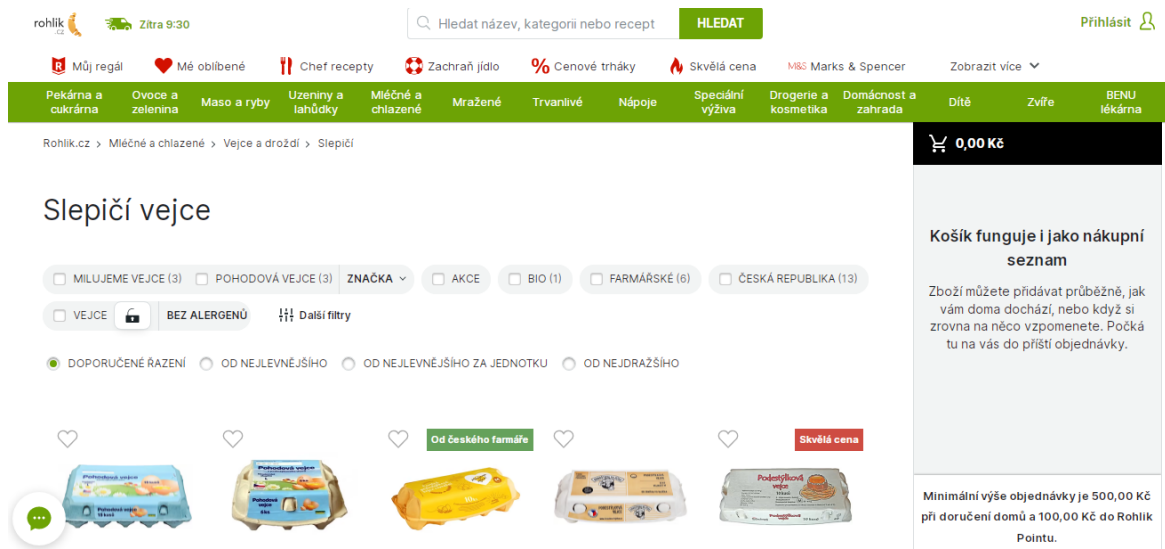 rohlik
.cz
Zítra 9:30
Hledat název, kategorii nebo recept
HLEDAT
Přihlásit
Můj regál
Mé oblíbené
Chef recepty
Zachraň jídlo
% Cenové trháky
Skvělá cena
M&S Marks & Spencer
Zobrazit více
Pekárna a cukrárna
Ovoce a zelenina
Maso a ryby
Uzeniny a lahůdky
Mléčné a chlazené
Mražené
Trvanlivé
Nápoje
Speciální výživa
Drogerie a kosmetika
Domácnost a zahrada
Dítě
Zvíře
BENU lékárna
Rohlik.cz > Mléčné a chlazené > Vejce a droždí > Slepičí
0,00 Kč
Slepičí vejce
Košík funguje i jako nákupní
seznam
Zboží můžete přidávat průběžně, jak
vám doma dochází, nebo když si
zrovna na něco vzpomenete. Počká
tu na vás do příští objednávky.
MILUJEME VEJCE (3)
POHODOVÁ VEJCE (3)
ZNAČKA
AKCE
BIO (1)
FARMÁŘSKÉ (6)
ČESKÁ REPUBLIKA (13)
VEJCE
BEZ ALERGENŮ
Další filtry
DOPORUČENÉ ŘAZENÍ
OD NEJLEVNĚJŠÍHO
OD NEJLEVNĚJŠÍHO ZA JEDNOTKU
OD NEJDRAŽŠÍHO
Od českého farmáře
Skvělá cena
Pohodová vejce
Pohodová vejce
Pohodová vejce
Podestýlková
vejce
Minimální výše objednávky je 500,00 Kč
při doručení domů a 100,00 Kč do Rohlik
Pointu.